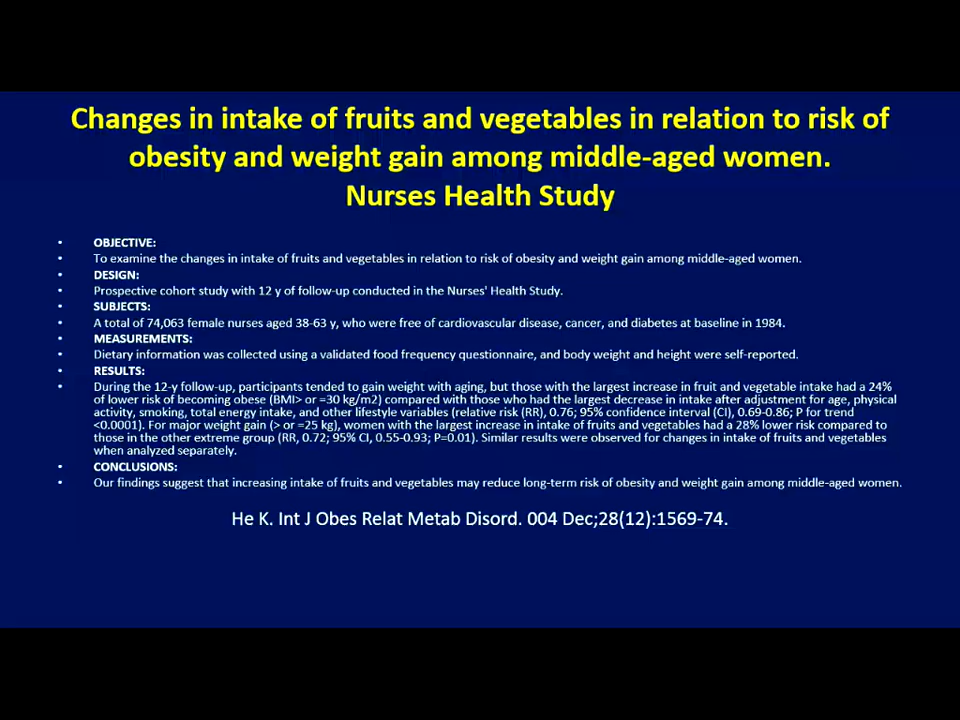 Changes in intake of fruits and vegetables in relation to risk of
obesity and weight gain among middle-aged women.
Nurses Health Study
• OBJECTIVE:
• To examine the changes in intake of fruits and vegetables in relation to risk of obesity and weight gain among middle-aged women.
• DESIGN:
• Prospective cohort study with 12 y of follow-up conducted in the Nurses' Health Study.
• SUBJECTS:
• A total of 74,063 female nurses aged 38-63 y, who were free of cardiovascular disease, cancer, and diabetes at baseline in 1984.
• MEASUREMENTS:
• Dietary information was collected using a validated food frequency questionnaire, and body weight and height were self-reported.
• RESULTS:
• During the 12-y follow-up, participants tended to gain weight with aging, but those with the largest increase in fruit and vegetable intake had a 24%
of lower risk of becoming obese (BMI> or =30 kg/m2) compared with those who had the largest decrease in intake after adjustment for age, physical
activity, smoking, total energy intake, and other lifestyle variables (relative risk (RR), 0.76; 95% confidence interval (CI), 0.69-0.86; P for trend
<0.0001). For major weight gain (> or =25 kg), women with the largest increase in intake of fruits and vegetables had a 28% lower risk compared to
those in the other extreme group (RR, 0.72; 95% CI, 0.55-0.93; P=0.01). Similar results were observed for changes in intake of fruits and vegetables
when analyzed separately.
• CONCLUSIONS:
• Our findings suggest that increasing intake of fruits and vegetables may reduce long-term risk of obesity and weight gain among middle-aged women.
He K. Int J Obes Relat Metab Disord. 004 Dec;28(12):1569-74.